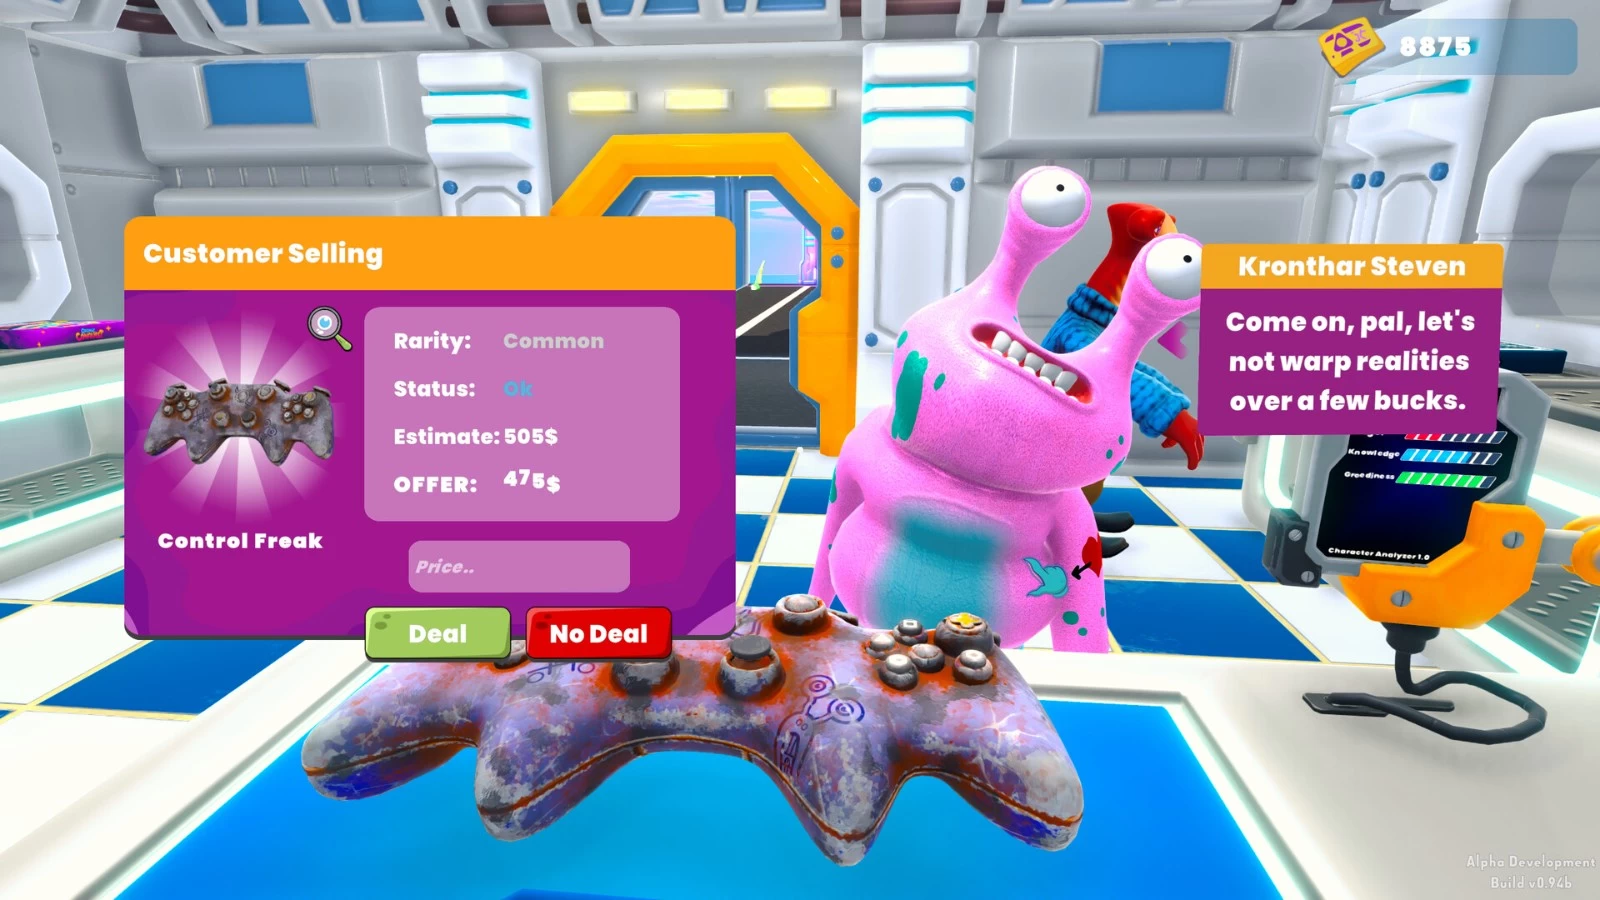 8875
Customer Selling
Rarity: Common
Status: Ok
Estimate: 505$
OFFER: 475$
Control Freak
Price..
Deal
No Deal
Kronthar Steven
Come on, pal, let's
not warp realities
over a few bucks.
Knowledge
Greediness
Character Analyzer 1.0
Alpha Development
Build v0.94b